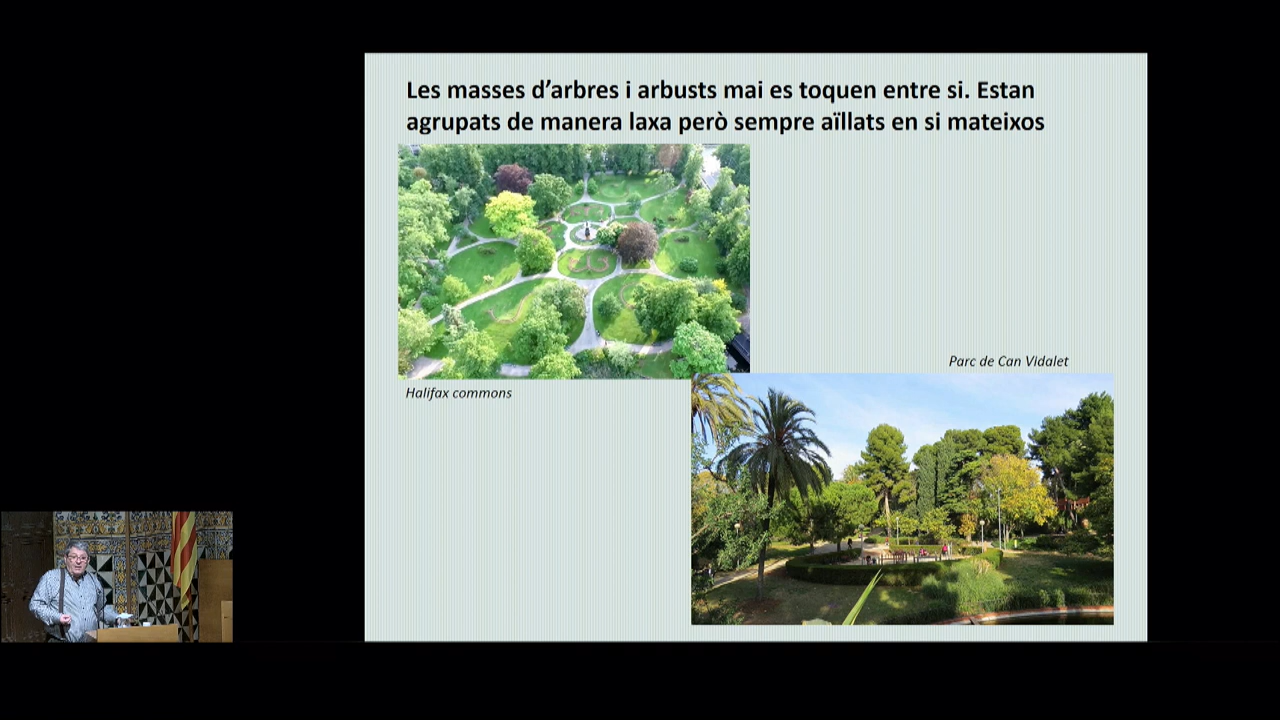 Les masses d’arbres i arbusts mai es toquen entre si. Estan
agrupats de manera laxa però sempre aïllats en si mateixos
Parc de Can Vidalet
Halifax commons